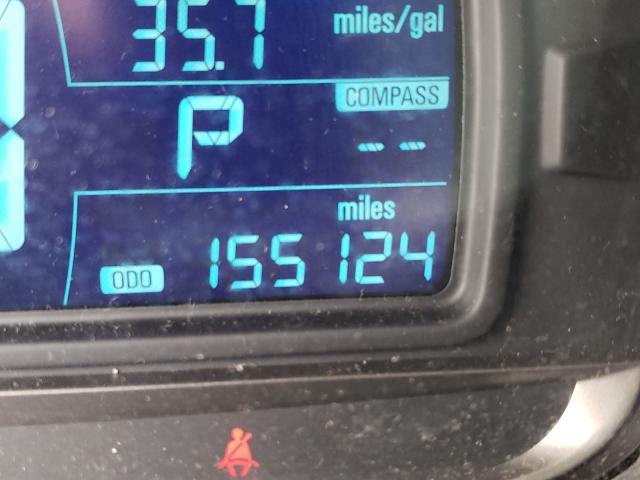 35.7 miles/gal
COMPASS
P --
miles
ODO 155124